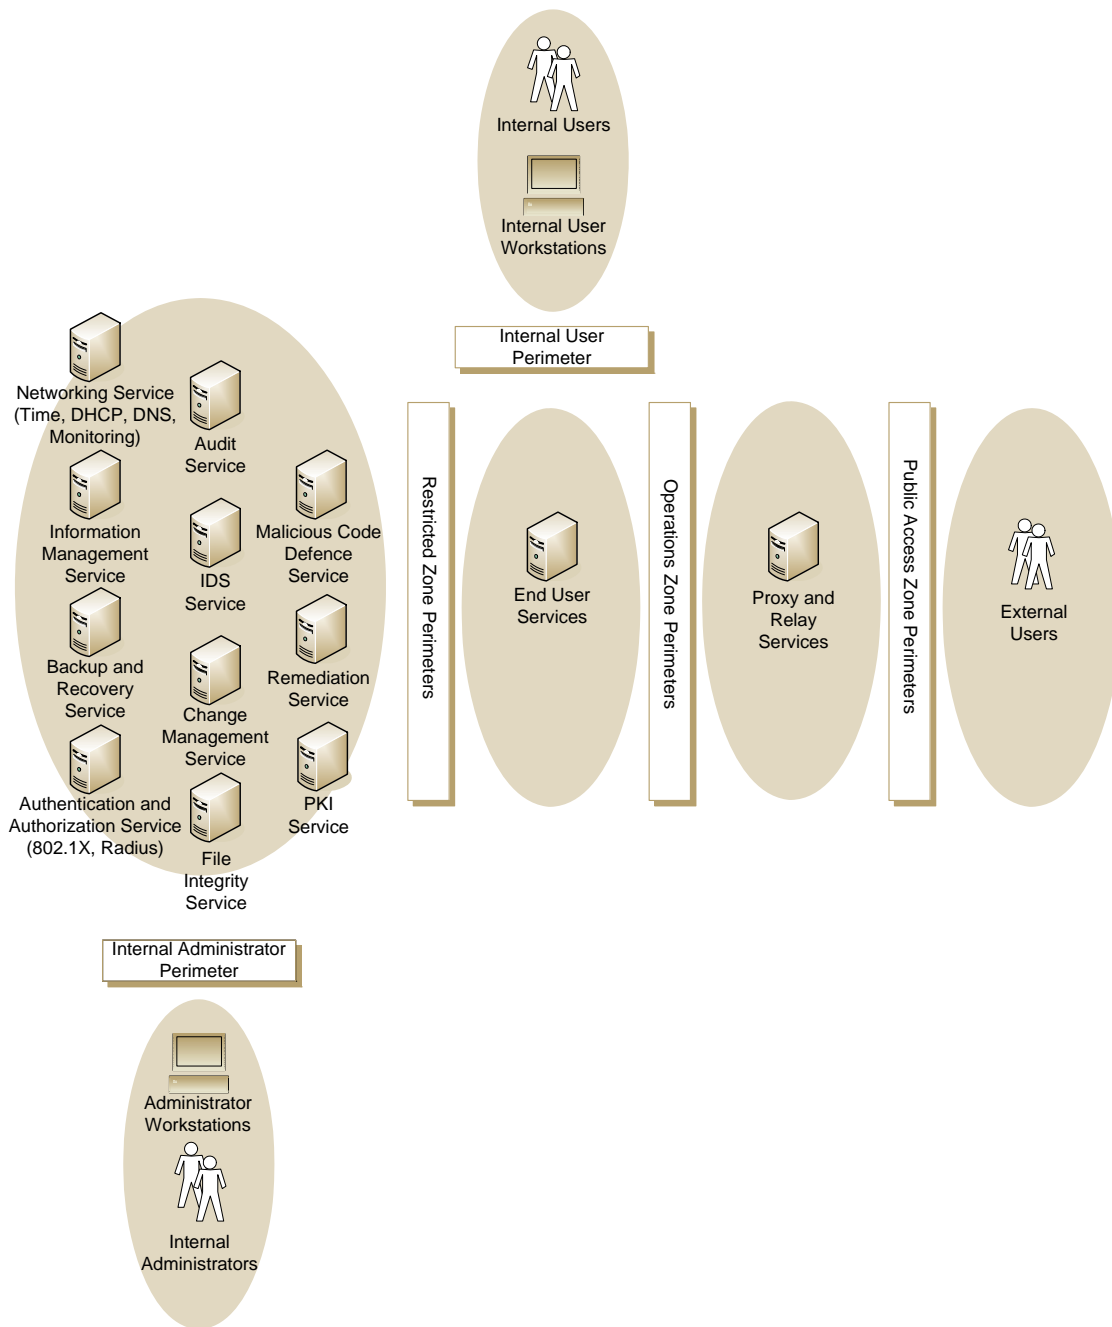 Internal Users
Internal User
Workstations
Internal User
Perimeter
Networking Service
(Time, DHCP, DNS,
Monitoring)
Audit
Service
Information
Management
Service
IDS
Service
Malicious Code
Defence
Service
Backup and
Recovery
Service
Change
Management
Service
Remediation
Service
Authentication and
Authorization Service
(802.1X, Radius)
File
Integrity
Service
PKI
Service
Restricted Zone Perimeters
End User
Services
Operations Zone Perimeters
Proxy and
Relay
Services
Public Access Zone Perimeters
External
Users
Internal Administrator
Perimeter
Administrator
Workstations
Internal
Administrators